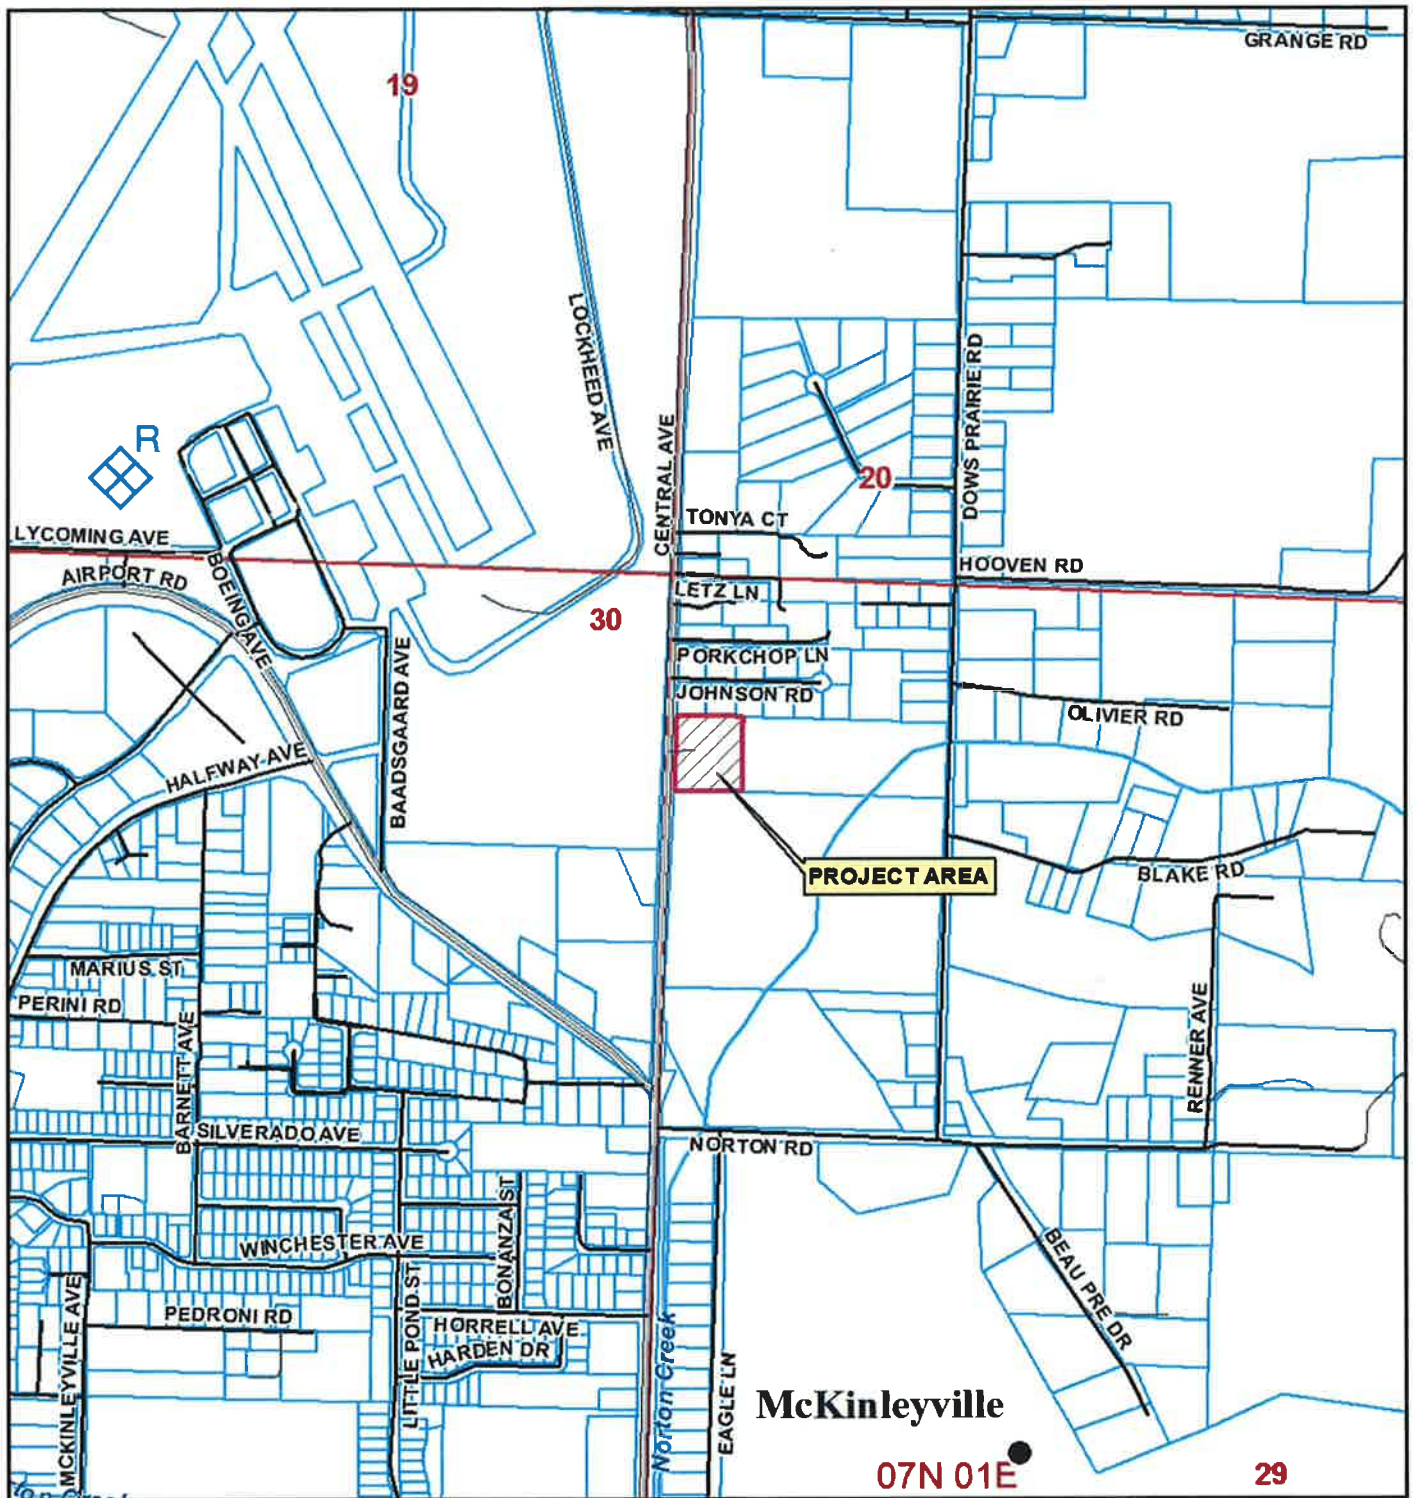 GRANGE RD
19
LOCKHEED AVE
DOWS PRAIRIE RD
CENTRAL AVE
R
20
TONYA CT
LYCOMING AVE
HOOVEN RD
AIRPORT RD
BOEING AVE
LETZ LN
30
PORKCHOP LN
JOHNSON RD
OLIVIER RD
BAADSGAARD AVE
HALFWAY AVE
PROJECT AREA
BLAKE RD
MARIUS ST
PERINI RD
RENNER AVE
BARNETT AVE
SILVERADO AVE
NORTON RD
BONANZA ST
WINCHESTER AVE
BEAU PRE DR
MCKINLEYVILLE AVE
LITTLE POND ST
PEDRONI RD
HORRELL AVE
HARDEN DR
Norton Creek
EAGLE LN
McKinleyville
07N 01E
29